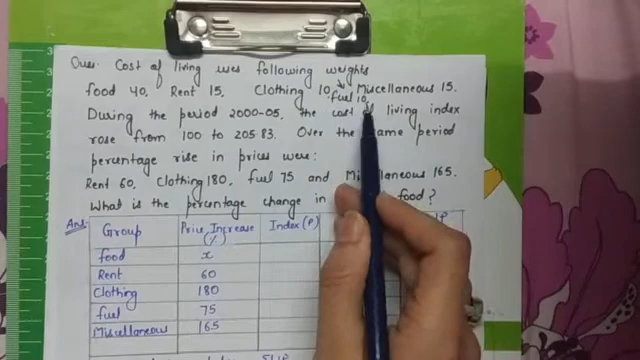 Ques: Cost of living uses following weights
food 40, Rent 15, Clothing 10, Miscellaneous 15.
fuel 10
During the period 2000-05, the cost of living index
rose from 100 to 205.83. Over the same period
percentage rise in prices were:
Rent 60, Clothing 180, fuel 75 and Miscellaneous 165.
What is the percentage change in food?
Ans: Group Price Increase (%) Index (P) P
food x
Rent 60
Clothing 180
fuel 75
Miscellaneous 165